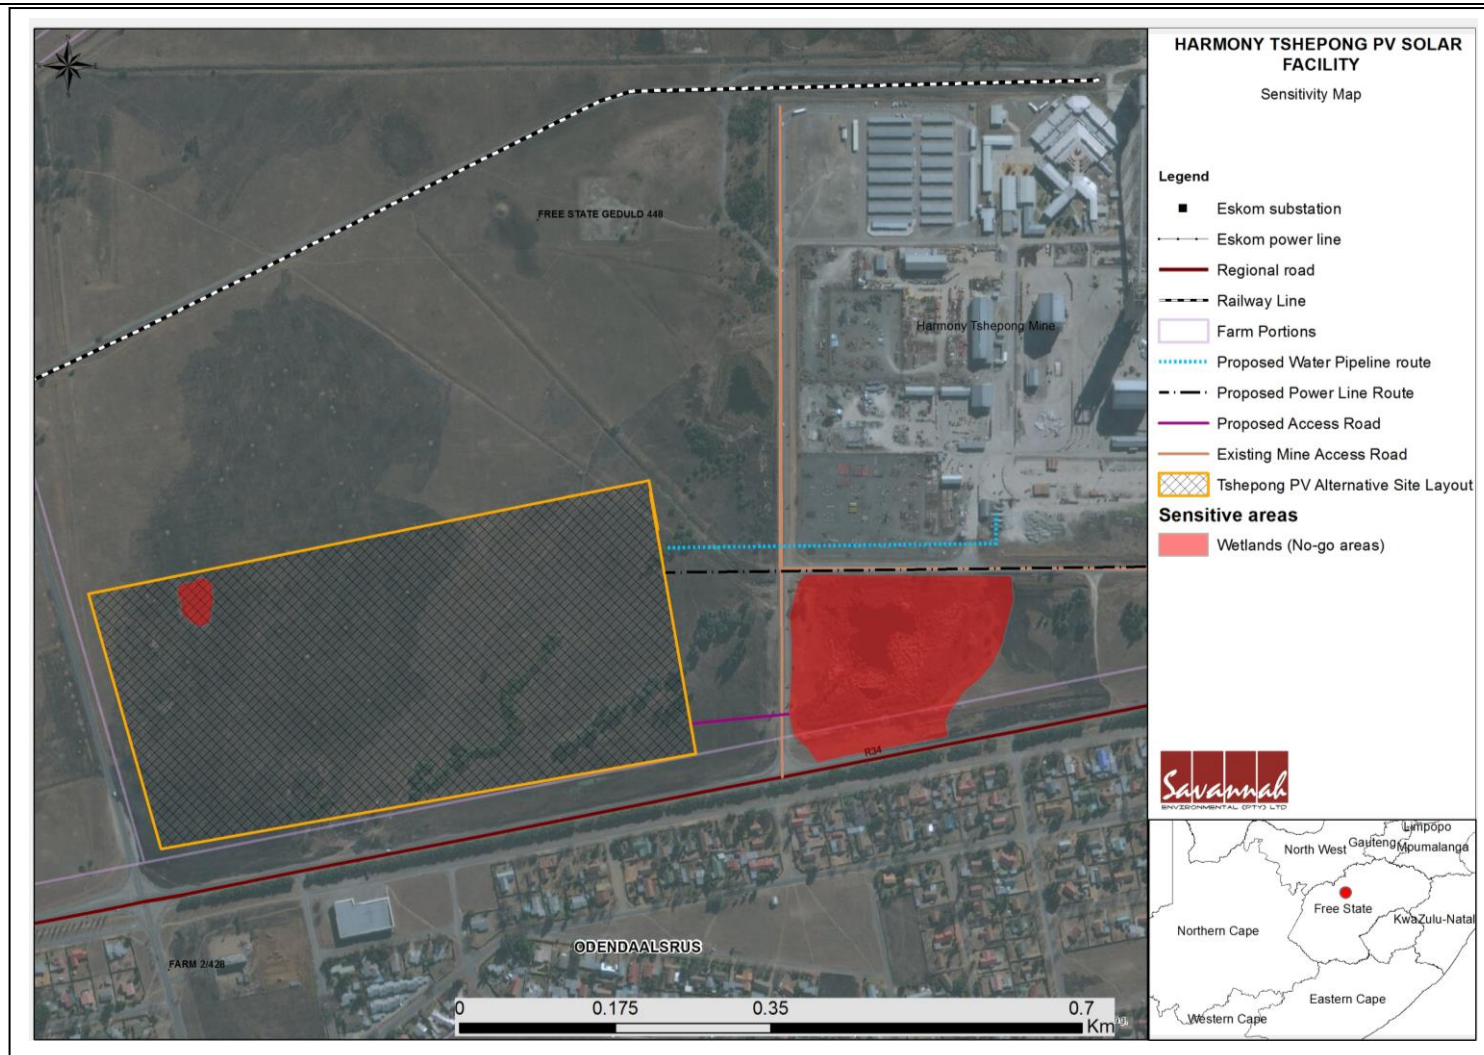 HARMONY TSHEPONG PV SOLAR
FACILITY
Sensitivity Map
Legend
Eskom substation
Eskom power line
Regional road
Railway Line
Farm Portions
Proposed Water Pipeline route
Proposed Power Line Route
Proposed Access Road
Existing Mine Access Road
Tshepong PV Alternative Site Layout
Sensitive areas
Wetlands (No-go areas)
FREE STATE GEDULD 448
Harmony Tshepong Mine
R34
ODENDAALSRUS
FARM 2/428
0 0.175 0.35 0.7
Km
Savannah
ENVIRONMENTAL (PTY) LTD
Limpopo
North West Gauteng Mpumalanga
Free State
KwaZulu-Natal
Northern Cape
Eastern Cape
Western Cape